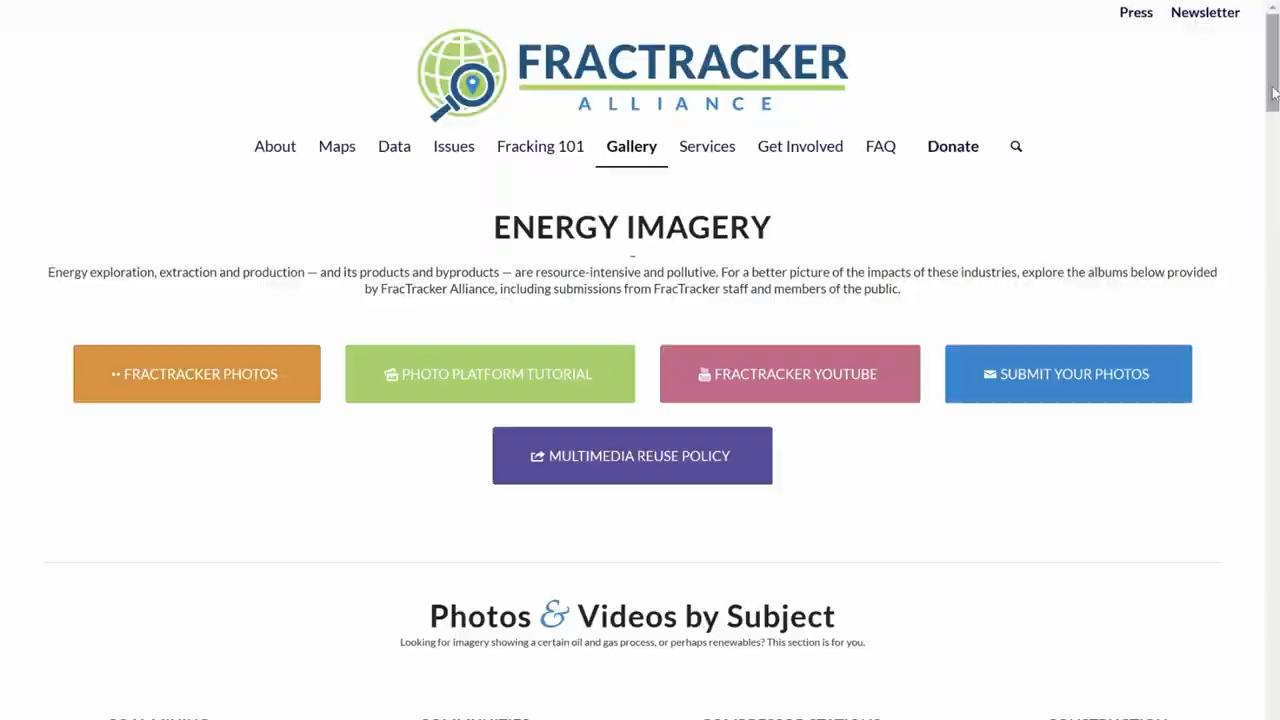 Press Newsletter
FRACTRACKER
ALLIANCE
About Maps Data Issues Fracking 101 Gallery Services Get Involved FAQ Donate
ENERGY IMAGERY
–
Energy exploration, extraction and production — and its products and byproducts — are resource-intensive and pollutive. For a better picture of the impacts of these industries, explore the albums below provided
by FracTracker Alliance, including submissions from FracTracker staff and members of the public.
FRACTRACKER PHOTOS PHOTO PLATFORM TUTORIAL FRACTRACKER YOUTUBE SUBMIT YOUR PHOTOS
MULTIMEDIA REUSE POLICY
Photos & Videos by Subject
Looking for imagery showing a certain oil and gas process, or perhaps renewables? This section is for you.